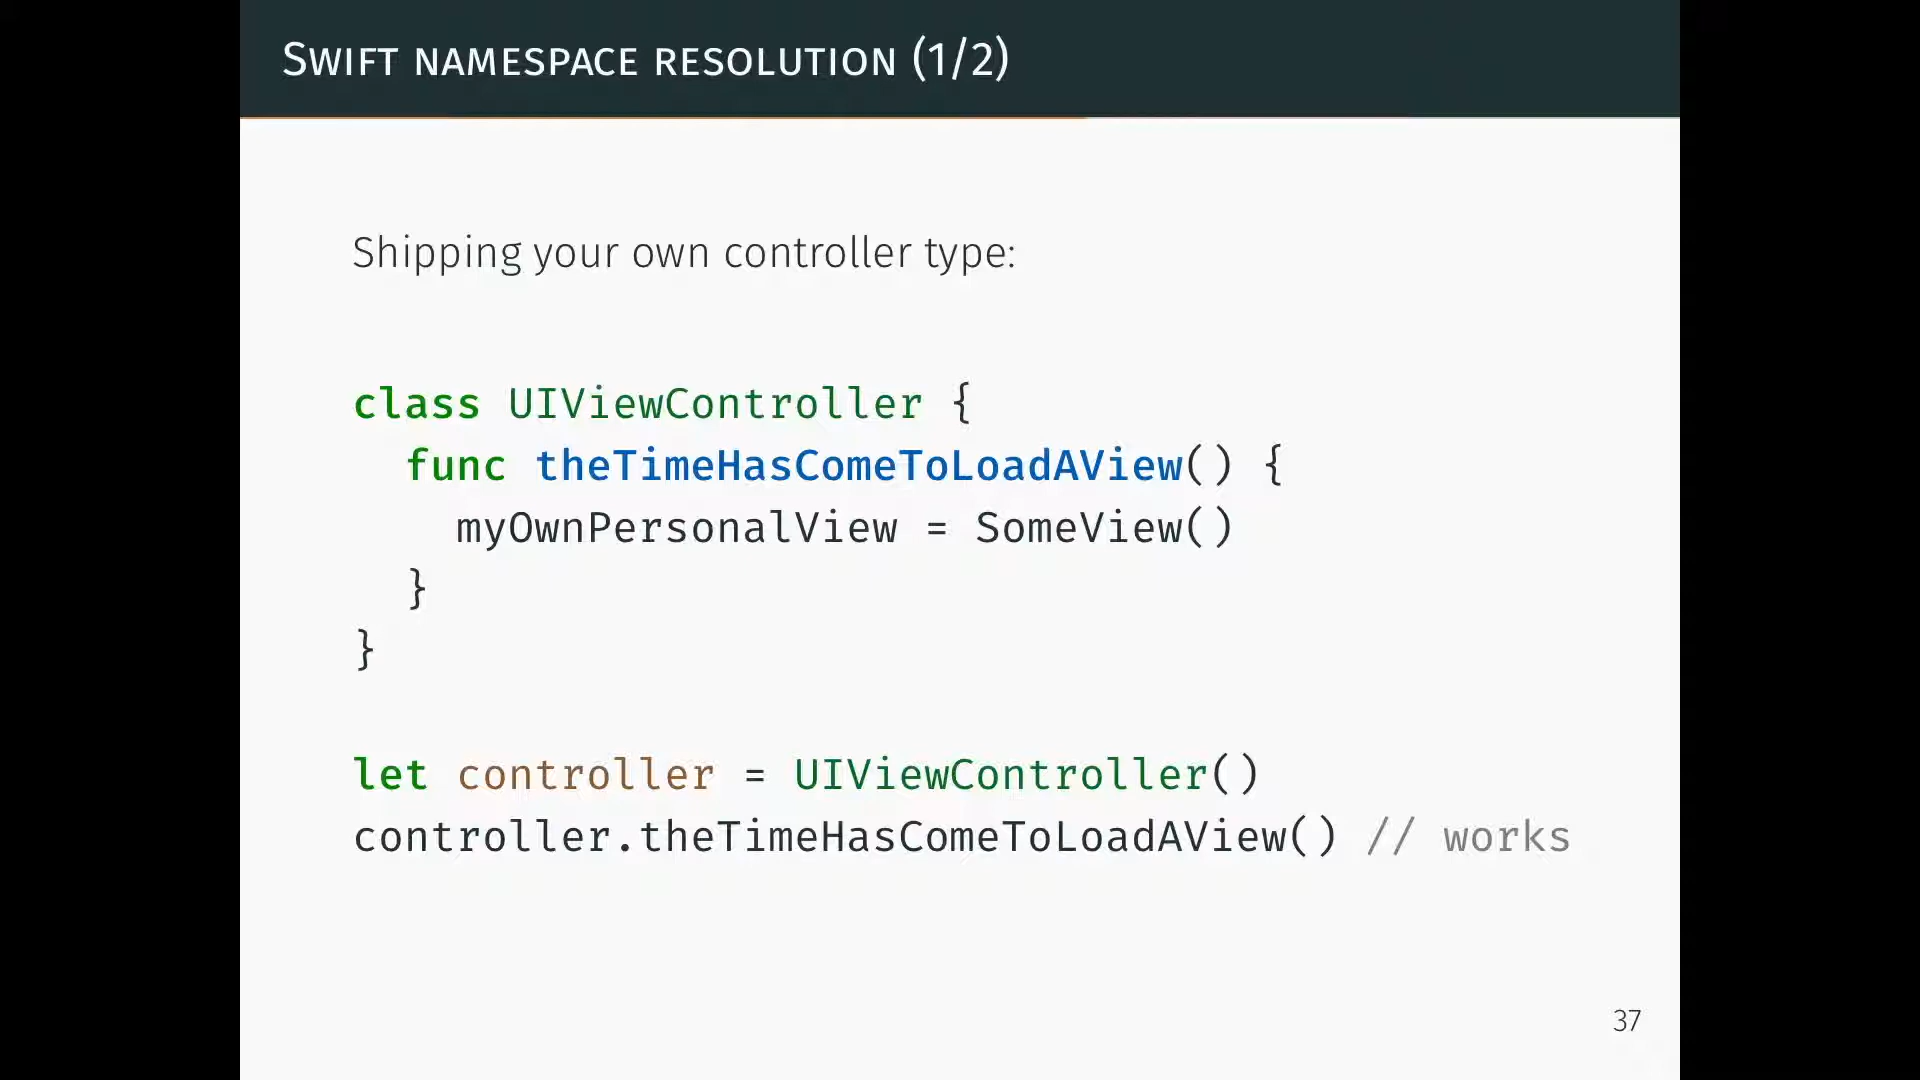 Swift namespace resolution (1/2)
Shipping your own controller type:
class UIViewController {
  func theTimeHasComeToLoadAView() {
    myOwnPersonalView = SomeView()
  }
}
let controller = UIViewController()
controller.theTimeHasComeToLoadAView() // works
37